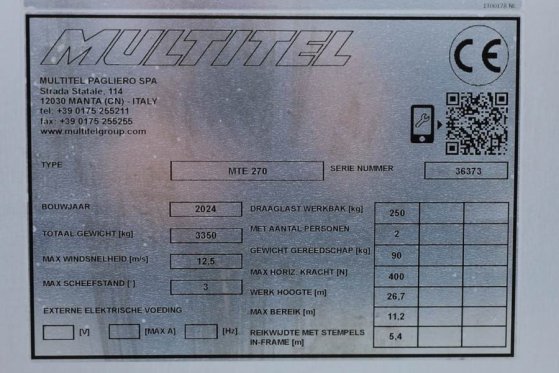 1700178 NL
MULTITEL
CE
MULTITEL PAGLIERO SPA
Strada Statale, 114
12030 MANTA (CN) - ITALY
tel: +39 0175 255211
fax: +39 0175 255255
www.multitelgroup.com
TYPE MTE 270 SERIE NUMMER 36373
BOUWJAAR 2024 DRAAGLAST WERKBAK [kg] 250
MET AANTAL PERSONEN 2
TOTAAL GEWICHT [kg] 3350
GEWICHT GEREEDSCHAP [kg] 90
MAX WINDSNELHEID [m/s] 12,5
MAX HORIZ. KRACHT [N] 400
MAX SCHEEFSTAND [°] 3
WERK HOOGTE [m] 26,7
EXTERNE ELEKTRISCHE VOEDING
MAX BEREIK [m] 11,2
[V] [MAX A] [Hz]
REIKWIJDTE MET STEMPELS
IN-FRAME [m] 5,4